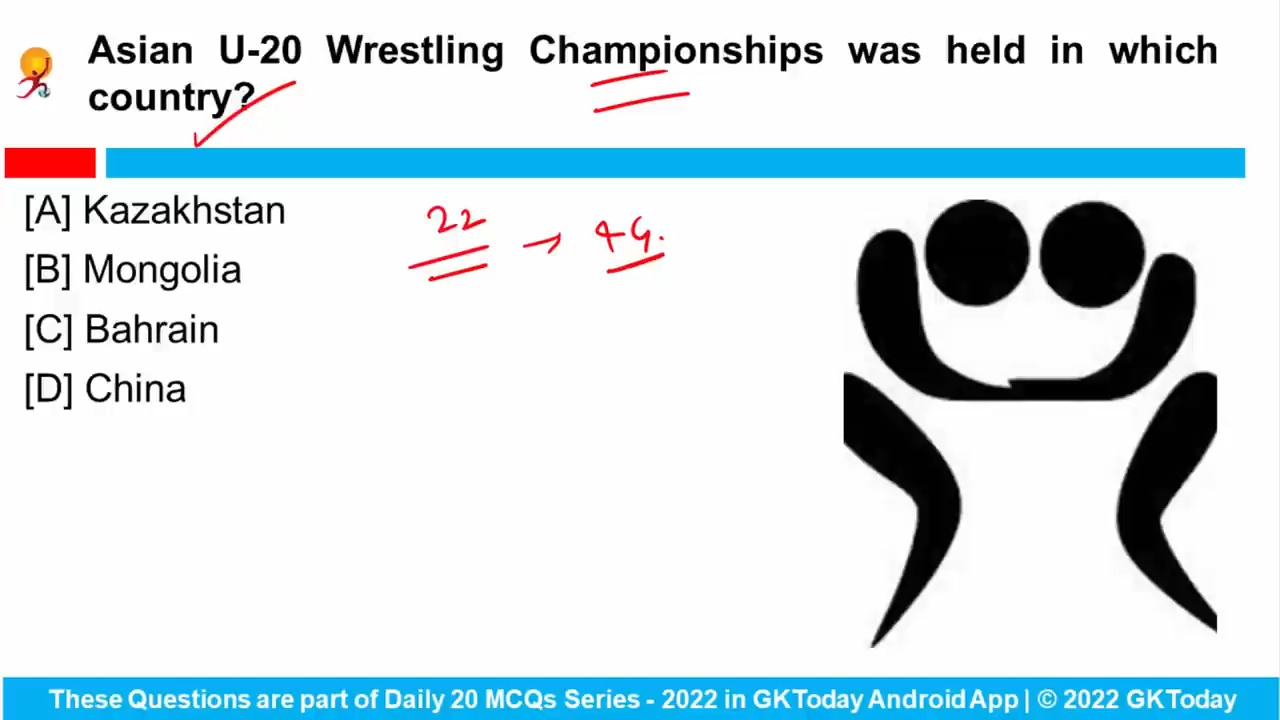 Asian U-20 Wrestling Championships was held in which
country?
[A] Kazakhstan
[B] Mongolia
[C] Bahrain
[D] China
22 → 4G.
These Questions are part of Daily 20 MCQs Series - 2022 in GKToday Android App | © 2022 GKToday